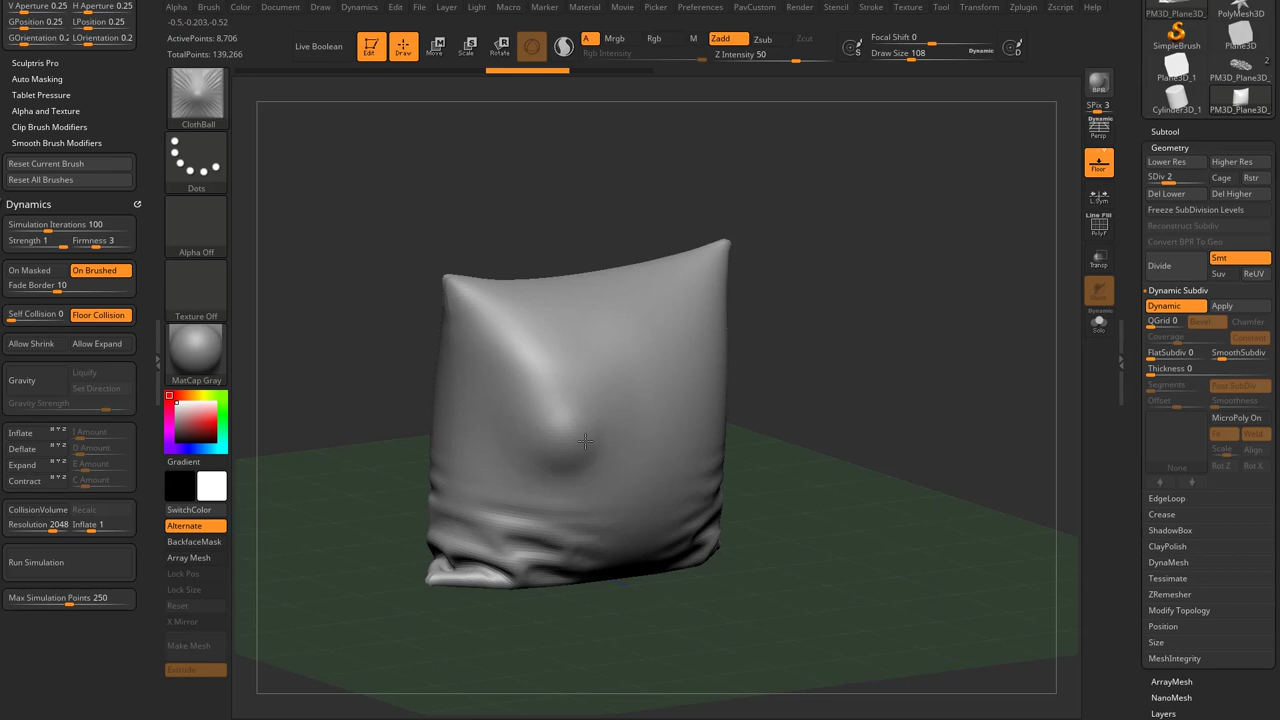 Alpha Brush Color Document Draw Dynamics Edit File Layer Light Macro Marker Material Movie Picker Preferences PavCustom Render Stencil Stroke Texture Tool Transform Zplugin Zscript Help
-0.5,-0.203,-0.52
ActivePoints: 8,706
TotalPoints: 139,266
Live Boolean
Edit
Draw
Move
Scale
Rotate
A
Mrgb
Rgb
M
Rgb Intensity
Zadd
Zsub
Zcut
Z Intensity 50
S
Focal Shift 0
Draw Size 108
Dynamic
D
V Aperture 0.25
H Aperture 0.25
GPosition 0.25
LPosition 0.25
GOrientation 0.2
LOrientation 0.2
Sculptris Pro
Auto Masking
Tablet Pressure
Alpha and Texture
Clip Brush Modifiers
Smooth Brush Modifiers
Reset Current Brush
Reset All Brushes
Dynamics
Simulation Iterations 100
Strength 1
Firmness 3
On Masked
On Brushed
Fade Border 10
Self Collision 0
Floor Collision
Allow Shrink
Allow Expand
Gravity
Liquify
Set Direction
Gravity Strength
Inflate
I Amount
Deflate
D Amount
Expand
E Amount
Contract
C Amount
CollisionVolume
Recalc
Resolution 2048
Inflate 1
Run Simulation
Max Simulation Points 250
ClothBall
Dots
Alpha Off
Texture Off
MatCap Gray
Gradient
SwitchColor
Alternate
BackfaceMask
Array Mesh
Lock Pos
Lock Size
Reset
X Mirror
Make Mesh
Extrude
BPR
SPix 3
Dynamic
Persp
Floor
L.Sym
Line Fill
PolyF
Transp
Ghost
Dynamic
Solo
PM3D_Plane3D_
PolyMesh3D
SimpleBrush
Plane3D
2
Plane3D_1
PM3D_Plane3D_
Cylinder3D_1
PM3D_Plane3D_
Subtool
Geometry
Lower Res
Higher Res
SDiv 2
Cage
Rstr
Del Lower
Del Higher
Freeze SubDivision Levels
Reconstruct Subdiv
Convert BPR To Geo
Divide
Smt
Suv
ReUV
Dynamic Subdiv
Dynamic
Apply
QGrid 0
Bevel
Chamfer
Coverage
Constant
FlatSubdiv 0
SmoothSubdiv
Thickness 0
Segments
Post SubDiv
Offset
Smoothness
MicroPoly On
Fit
Weld
Scale
Align
None
Rot Z
Rot X
EdgeLoop
Crease
ShadowBox
ClayPolish
DynaMesh
Tessimate
ZRemesher
Modify Topology
Position
Size
MeshIntegrity
ArrayMesh
NanoMesh
Layers